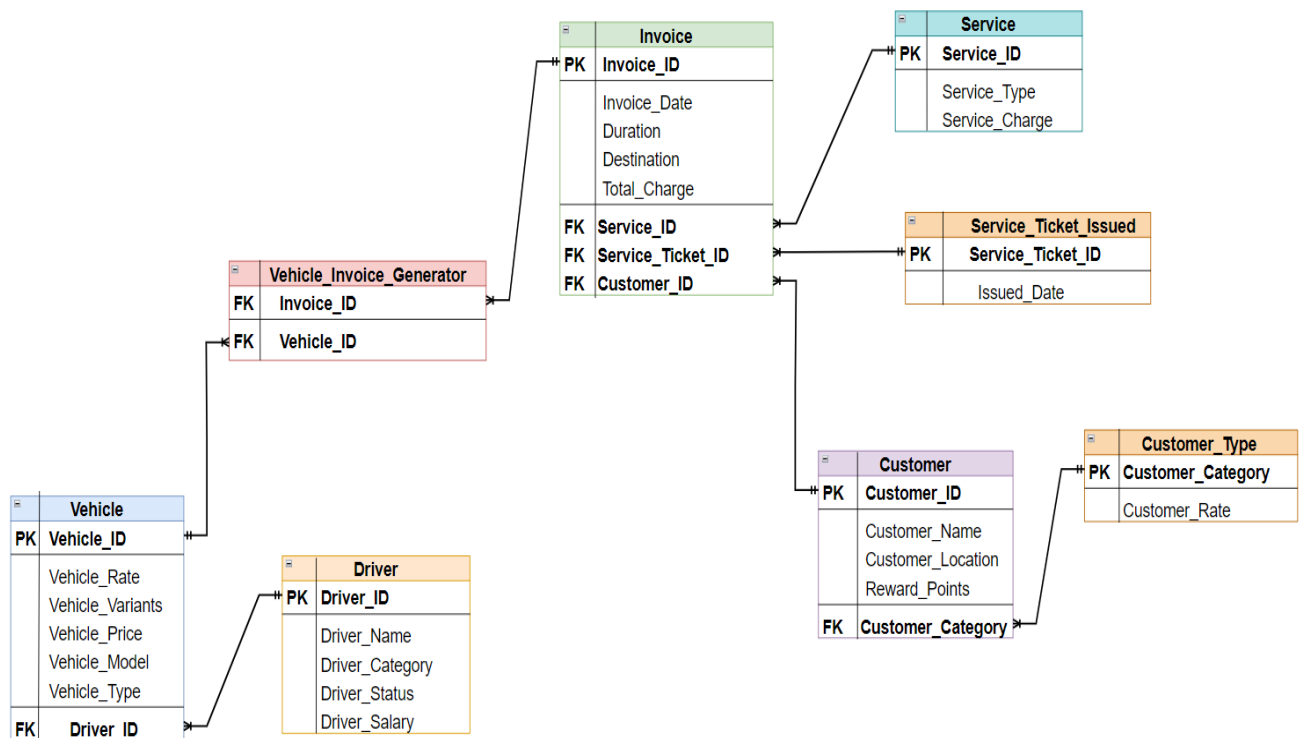 Invoice
PK Invoice_ID
Invoice_Date
Duration
Destination
Total_Charge
FK Service_ID
FK Service_Ticket_ID
FK Customer_ID
Service
PK Service_ID
Service_Type
Service_Charge
Service_Ticket_Issued
PK Service_Ticket_ID
Issued_Date
Vehicle_Invoice_Generator
FK Invoice_ID
FK Vehicle_ID
Customer
PK Customer_ID
Customer_Name
Customer_Location
Reward_Points
FK Customer_Category
Customer_Type
PK Customer_Category
Customer_Rate
Vehicle
PK Vehicle_ID
Vehicle_Rate
Vehicle_Variants
Vehicle_Price
Vehicle_Model
Vehicle_Type
FK Driver_ID
Driver
PK Driver_ID
Driver_Name
Driver_Category
Driver_Status
Driver_Salary